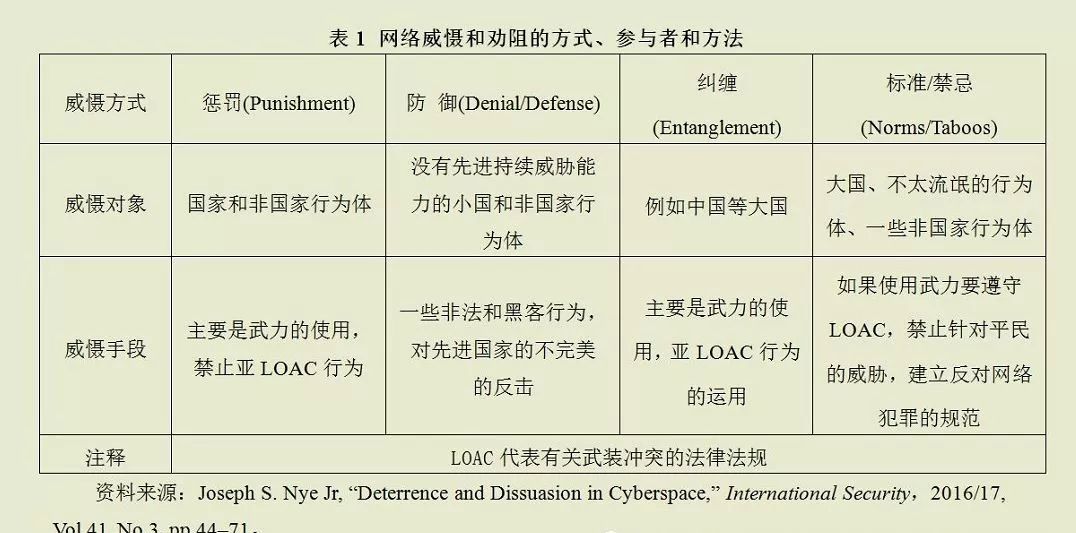 表 1 网络威慑和劝阻的方式、参与者和方法
威慑方式
惩罚(Punishment)
防 御(Denial/Defense)
纠缠
(Entanglement)
标准/禁忌
(Norms/Taboos)
威慑对象
国家和非国家行为体
没有先进持续威胁能
力的小国和非国家行
为体
例如中国等大国
大国、不太流氓的行为
体、一些非国家行为体
威慑手段
主要是武力的使用，
禁止亚 LOAC 行为
一些非法和黑客行为，
对先进国家的不完美
的反击
主要是武力的使
用，亚 LOAC 行为
的运用
如果使用武力要遵守
LOAC，禁止针对平民
的威胁，建立反对网络
犯罪的规范
注释
LOAC 代表有关武装冲突的法律法规
资料来源：Joseph S. Nye Jr, “Deterrence and Dissuasion in Cyberspace,” International Security，2016/17,
Vol.41, No.3, pp.44–71。